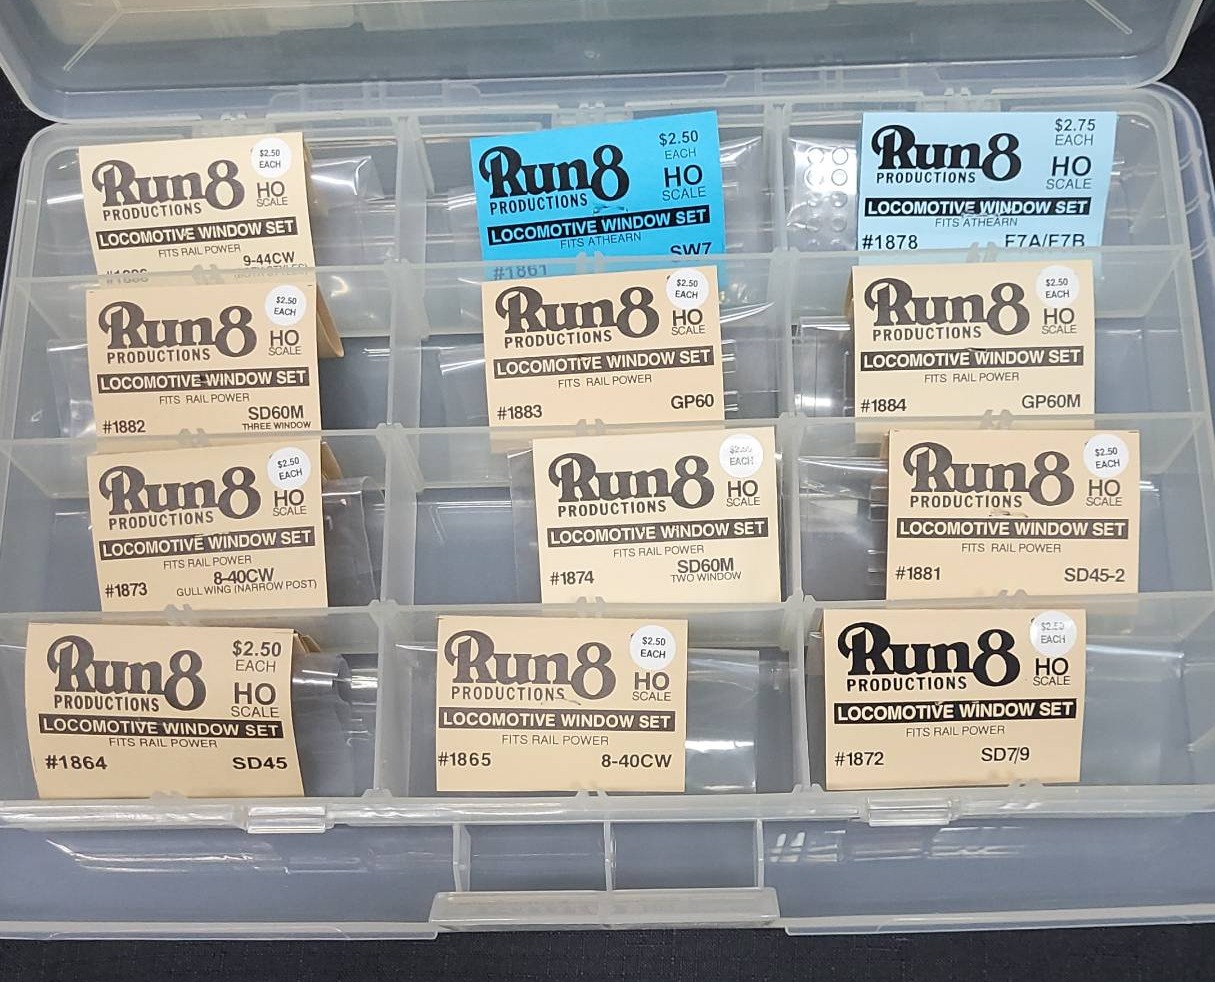 Run8
PRODUCTIONS
$2.50
EACH
HO
SCALE
LOCOMOTIVE WINDOW SET
FITS RAIL POWER
9-44CW
Run8
PRODUCTIONS
$2.50
EACH
HO
SCALE
LOCOMOTIVE WINDOW SET
FITS ATHEARN
SW7
#1861
Run8
PRODUCTIONS
$2.75
EACH
HO
SCALE
LOCOMOTIVE WINDOW SET
FITS ATHEARN
#1878 F7A/F7B
Run8
PRODUCTIONS
$2.50
EACH
HO
SCALE
LOCOMOTIVE WINDOW SET
FITS RAIL POWER
#1882 SD60M
THREE WINDOW
Run8
PRODUCTIONS
$2.50
EACH
HO
SCALE
LOCOMOTIVE WINDOW SET
FITS RAIL POWER
#1883 GP60
Run8
PRODUCTIONS
$2.50
EACH
HO
SCALE
LOCOMOTIVE WINDOW SET
FITS RAIL POWER
#1884 GP60M
Run8
PRODUCTIONS
$2.50
EACH
HO
SCALE
LOCOMOTIVE WINDOW SET
FITS RAIL POWER
8-40CW
#1873 GULL WING (NARROW POST)
Run8
PRODUCTIONS
$2.50
EACH
HO
SCALE
LOCOMOTIVE WINDOW SET
FITS RAIL POWER
SD60M
#1874 TWO WINDOW
Run8
PRODUCTIONS
$2.50
EACH
HO
SCALE
LOCOMOTIVE WINDOW SET
FITS RAIL POWER
#1881 SD45-2
Run8
PRODUCTIONS
$2.50
EACH
HO
SCALE
LOCOMOTIVE WINDOW SET
FITS RAIL POWER
#1864 SD45
Run8
PRODUCTIONS
$2.50
EACH
HO
SCALE
LOCOMOTIVE WINDOW SET
FITS RAIL POWER
#1865 8-40CW
Run8
PRODUCTIONS
$2.50
EACH
HO
SCALE
LOCOMOTIVE WINDOW SET
FITS RAIL POWER
#1872 SD7/9